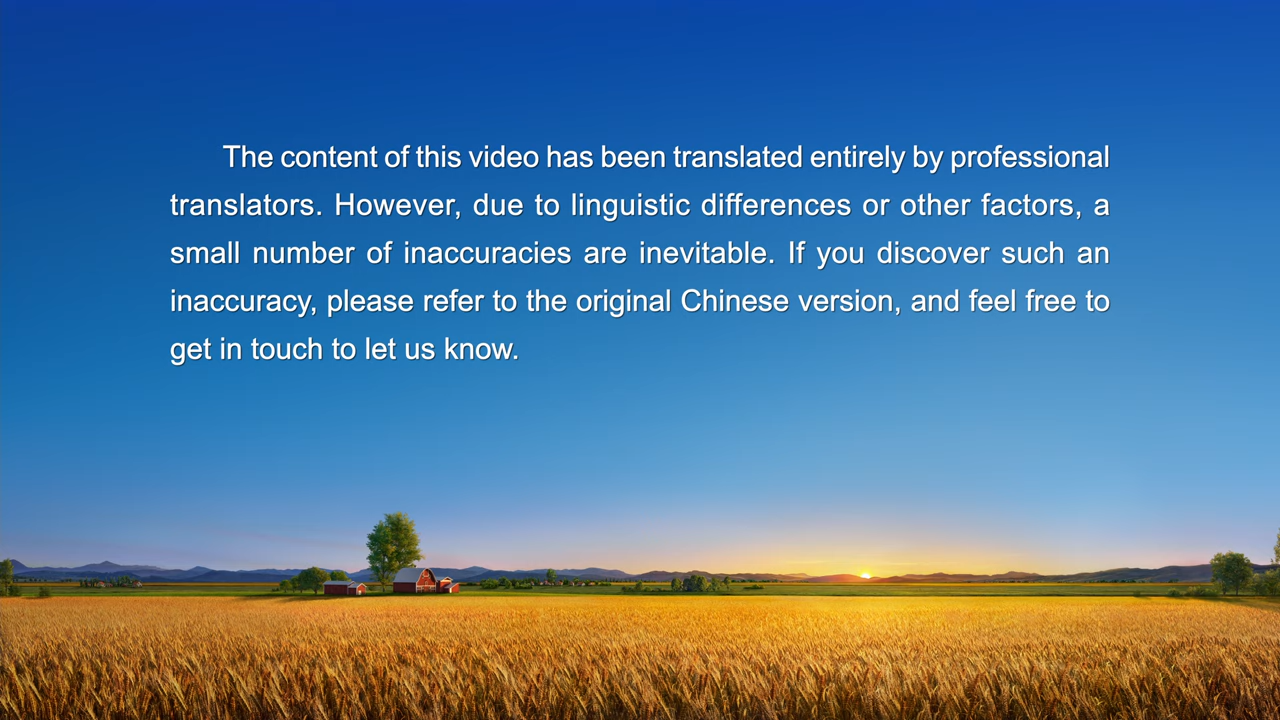 The content of this video has been translated entirely by professional
translators. However, due to linguistic differences or other factors, a
small number of inaccuracies are inevitable. If you discover such an
inaccuracy, please refer to the original Chinese version, and feel free to
get in touch to let us know.